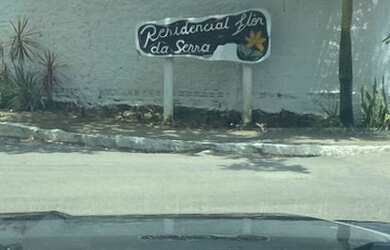 Residencial Flor
da Serra